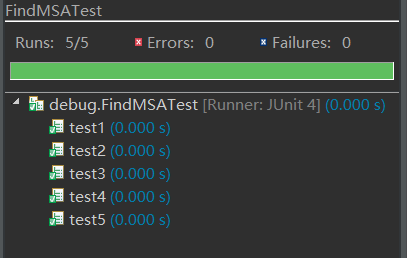 FindMSATest
Runs: 5/5 Errors: 0 Failures: 0
debug.FindMSATest [Runner: JUnit 4] (0.000 s)
test1 (0.000 s)
test2 (0.000 s)
test3 (0.000 s)
test4 (0.000 s)
test5 (0.000 s)